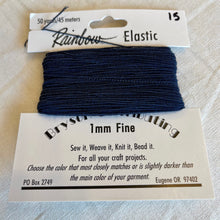 50 yards/45 meters
15
Rainbow Elastic
1mm Fine
Sew it, Weave it, Knit it, Bead it.
For all your craft projects.
Choose the color that most closely matches or is slightly darker than
the main color of your garment.
PO Box 2749 Eugene OR 97402